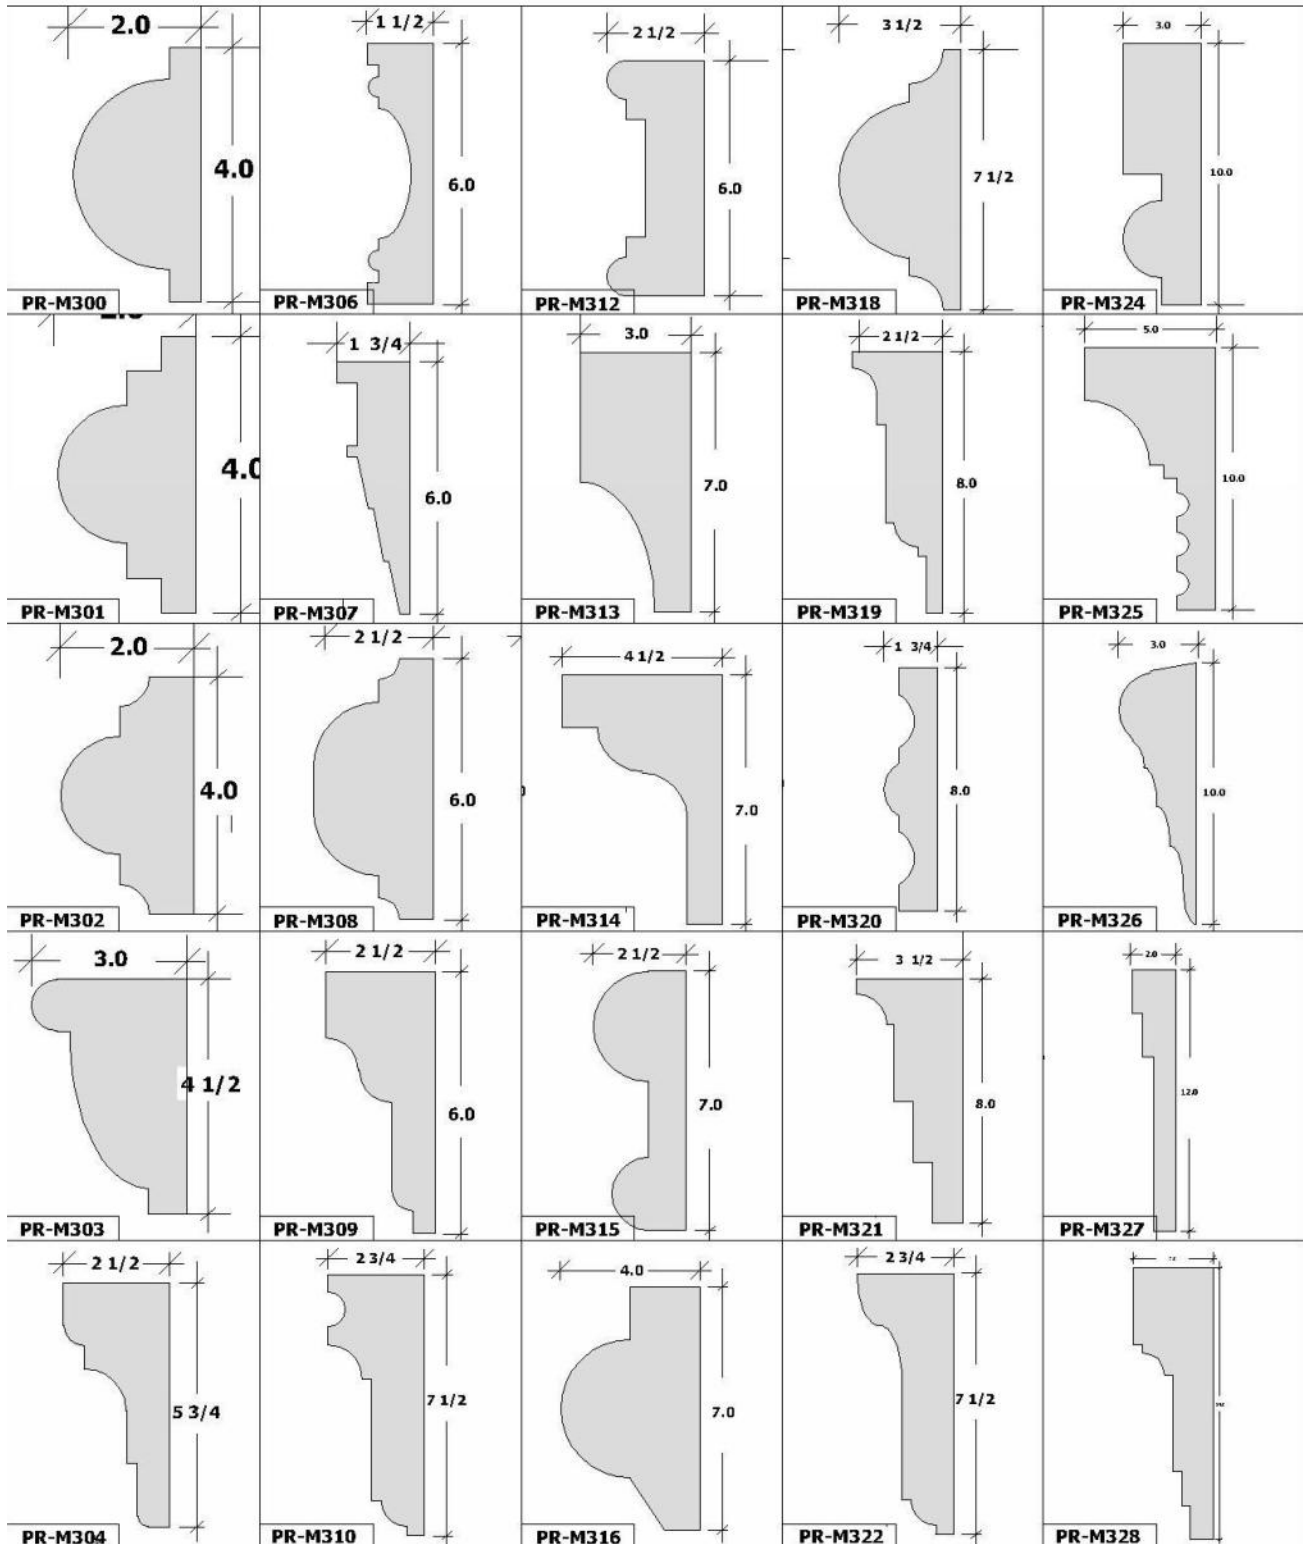 2.0
4.0
PR-M300
1 1/2
6.0
PR-M306
2 1/2
6.0
PR-M312
3 1/2
7 1/2
PR-M318
3.0
10.0
PR-M324
4.0
PR-M301
1 3/4
6.0
PR-M307
3.0
7.0
PR-M313
2 1/2
8.0
PR-M319
5.0
10.0
PR-M325
2.0
4.0
PR-M302
2 1/2
6.0
PR-M308
4 1/2
7.0
PR-M314
1 3/4
8.0
PR-M320
3.0
10.0
PR-M326
3.0
4 1/2
PR-M303
2 1/2
6.0
PR-M309
2 1/2
7.0
PR-M315
3 1/2
8.0
PR-M321
2.0
12.0
PR-M327
2 1/2
5 3/4
PR-M304
2 3/4
7 1/2
PR-M310
4.0
7.0
PR-M316
2 3/4
7 1/2
PR-M322
PR-M328